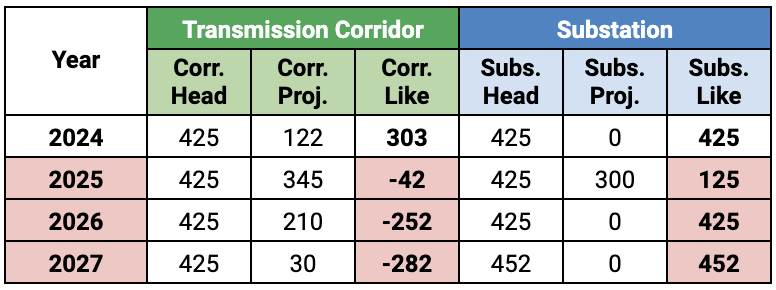 Year Transmission Corridor Substation
Corr. Head Corr. Proj. Corr. Like Subs. Head Subs. Proj. Subs. Like
2024 425 122 303 425 0 425
2025 425 345 -42 425 300 125
2026 425 210 -252 425 0 425
2027 425 30 -282 452 0 452